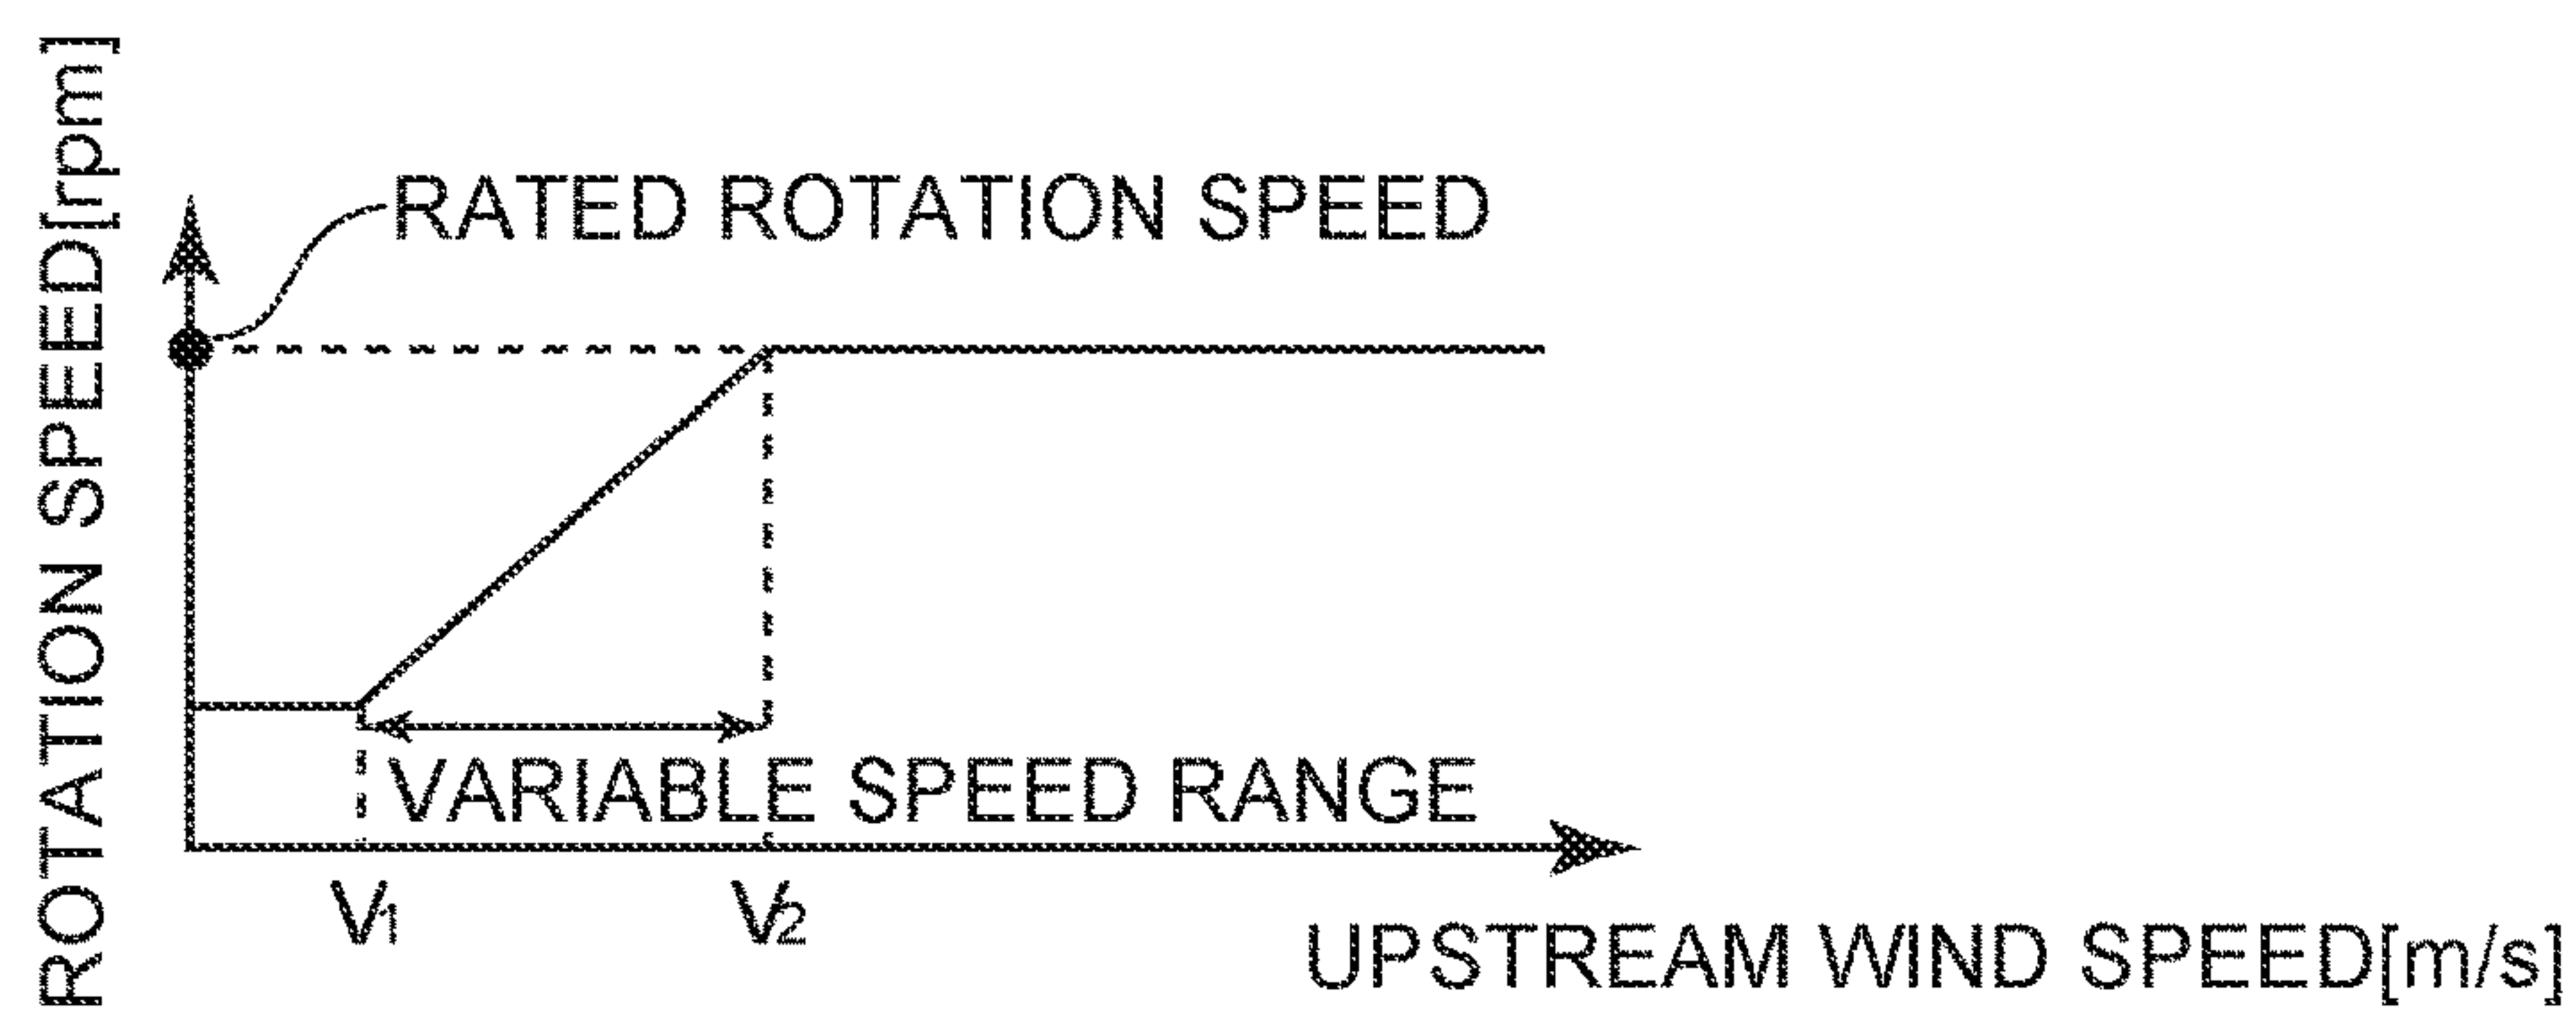 ROTATION SPEED[rpm]
RATED ROTATION SPEED
VARIABLE SPEED RANGE
V1
V2
UPSTREAM WIND SPEED[m/s]